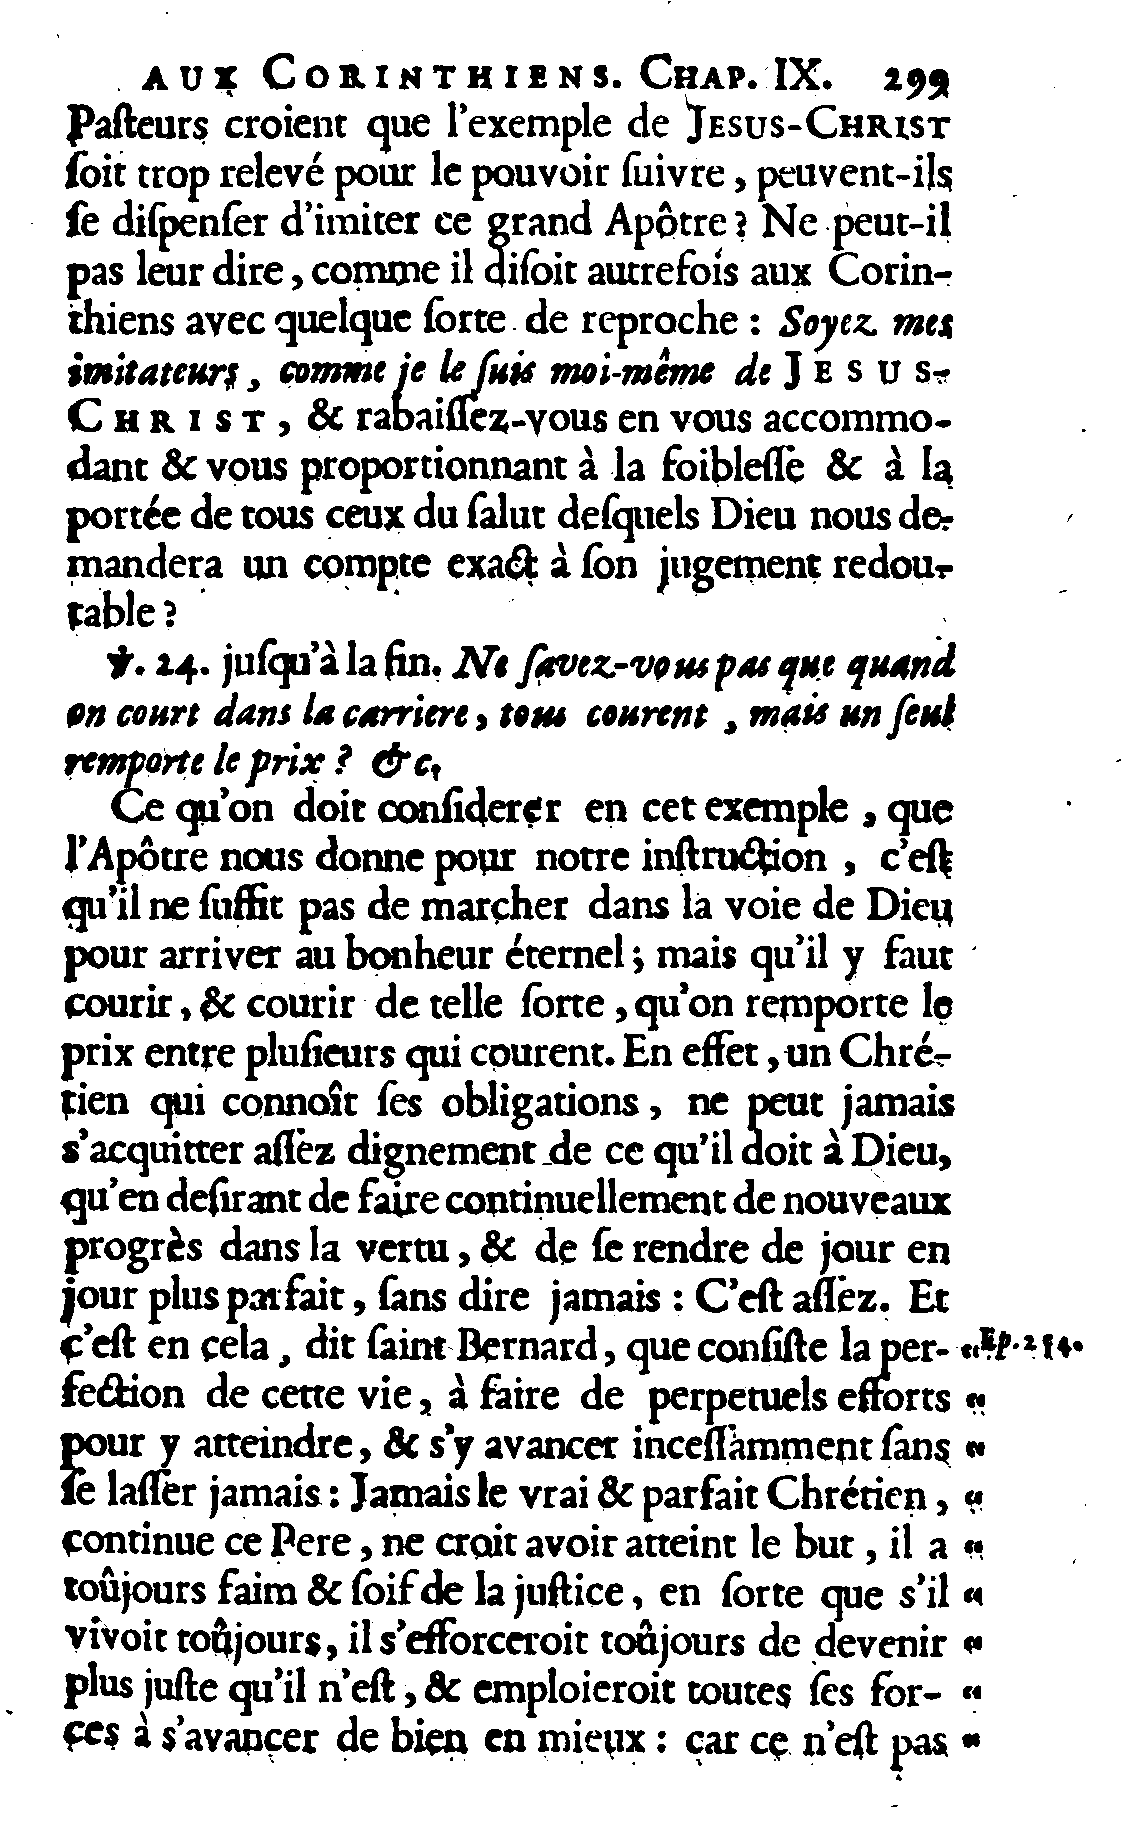 AUX CORINTHIENS. CHAP. IX. 299
Paſteurs croient que l'exemple de JESUS-CHRIST
ſoit trop relevé pour le pouvoir ſuivre, peuvent-ils
ſe diſpenſer d'imiter ce grand Apôtre? Ne peut-il
pas leur dire, comme il diſoit autrefois aux Corin-
thiens avec quelque ſorte de reproche: Soyez mes
imitateurs, comme je le ſuis moi-même de JESUS-
CHRIST, & rabaiſſez-vous en vous accommo-
dant & vous proportionnant à la foibleſſe & à la
portée de tous ceux du ſalut deſquels Dieu nous de-
mandera un compte exact à ſon jugement redou-
table?
℣. 24. juſqu'à la fin. Ne ſavez-vous pas que quand
on court dans la carriere, tous courent, mais un ſeul
remporte le prix? &c.
Ce qu'on doit conſiderer en cet exemple, que
l'Apôtre nous donne pour notre inſtruction, c'eſt
qu'il ne ſuffit pas de marcher dans la voie de Dieu
pour arriver au bonheur éternel; mais qu'il y faut
courir, & courir de telle ſorte, qu'on remporte le
prix entre pluſieurs qui courent. En effet, un Chré-
tien qui connoît ſes obligations, ne peut jamais
s'acquitter aſſez dignement de ce qu'il doit à Dieu,
qu'en deſirant de faire continuellement de nouveaux
progrès dans la vertu, & de ſe rendre de jour en
jour plus parfait, ſans dire jamais: C'eſt aſſez. Et
c'eſt en cela, dit ſaint Bernard, que conſiſte la per- “Ep. 254.
fection de cette vie, à faire de perpetuels efforts “
pour y atteindre, & s'y avancer inceſſamment ſans “
ſe laſſer jamais: Jamais le vrai & parfait Chrétien, “
continue ce Pere, ne croit avoir atteint le but, il a “
toûjours faim & ſoif de la juſtice, en ſorte que s'il “
vivoit toûjours, il s'efforceroit toûjours de devenir “
plus juſte qu'il n'eſt, & emploieroit toutes ſes for- “
ces à s'avancer de bien en mieux: car ce n'eſt pas “